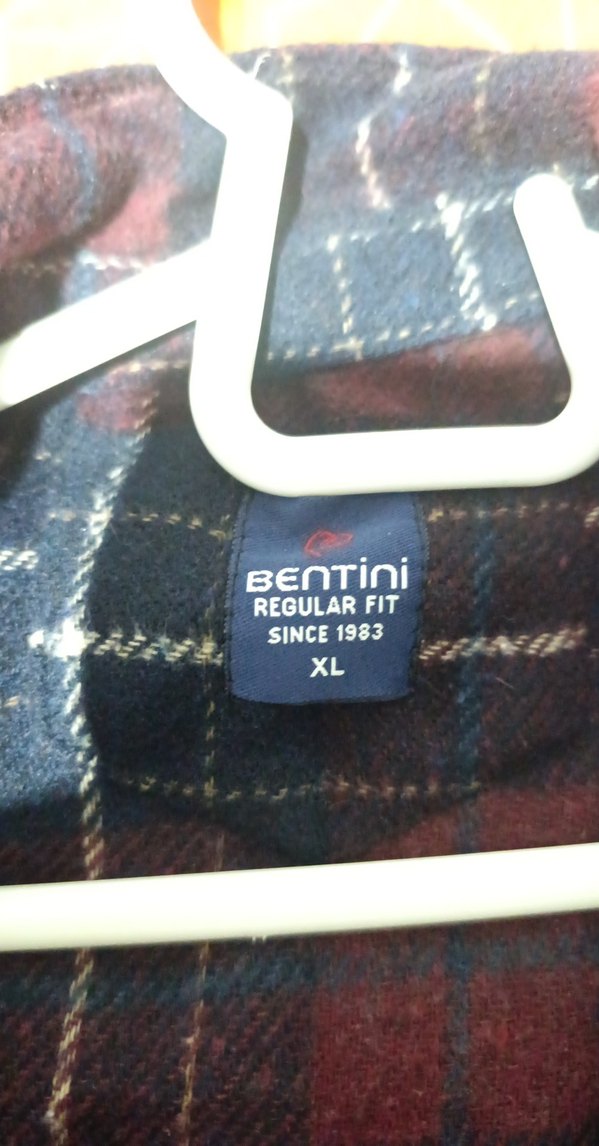 BENTINI
REGULAR FIT
SINCE 1983
XL